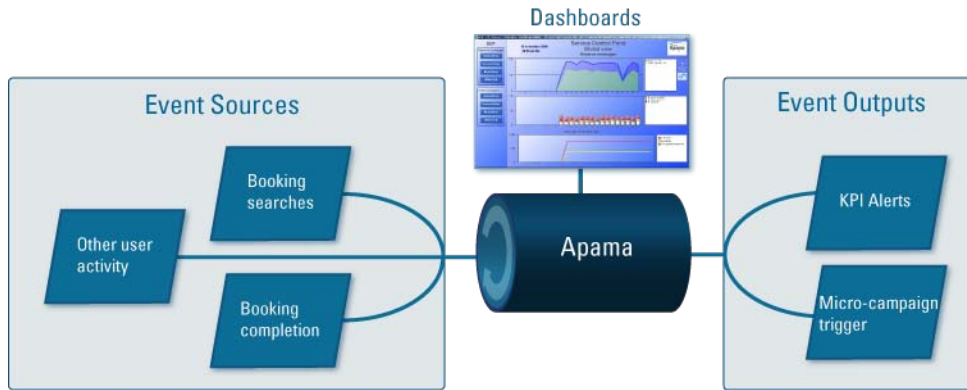 Dashboards
Event Sources
Booking
searches
Other user
activity
Booking
completion
Apama
Event Outputs
KPI Alerts
Micro-campaign
trigger